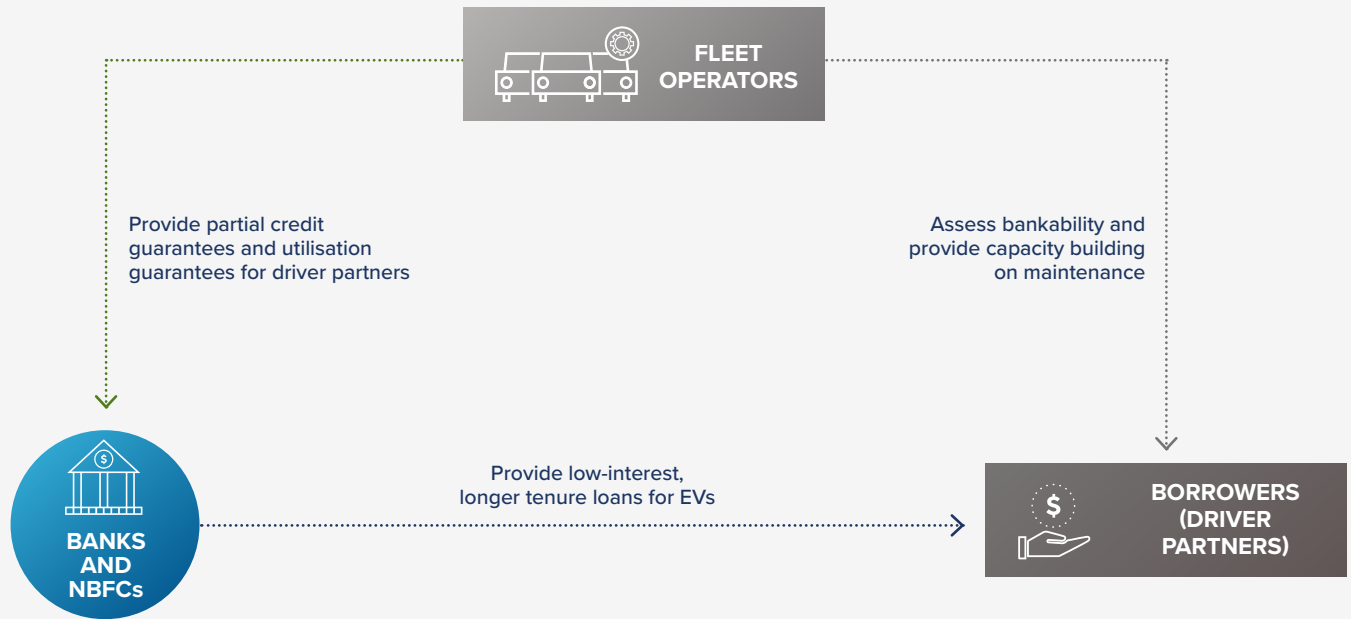 FLEET
OPERATORS
Provide partial credit
guarantees and utilisation
guarantees for driver partners
Assess bankability and
provide capacity building
on maintenance
Provide low-interest,
longer tenure loans for EVs
$
BANKS
AND
NBFCs
$
BORROWERS
(DRIVER
PARTNERS)